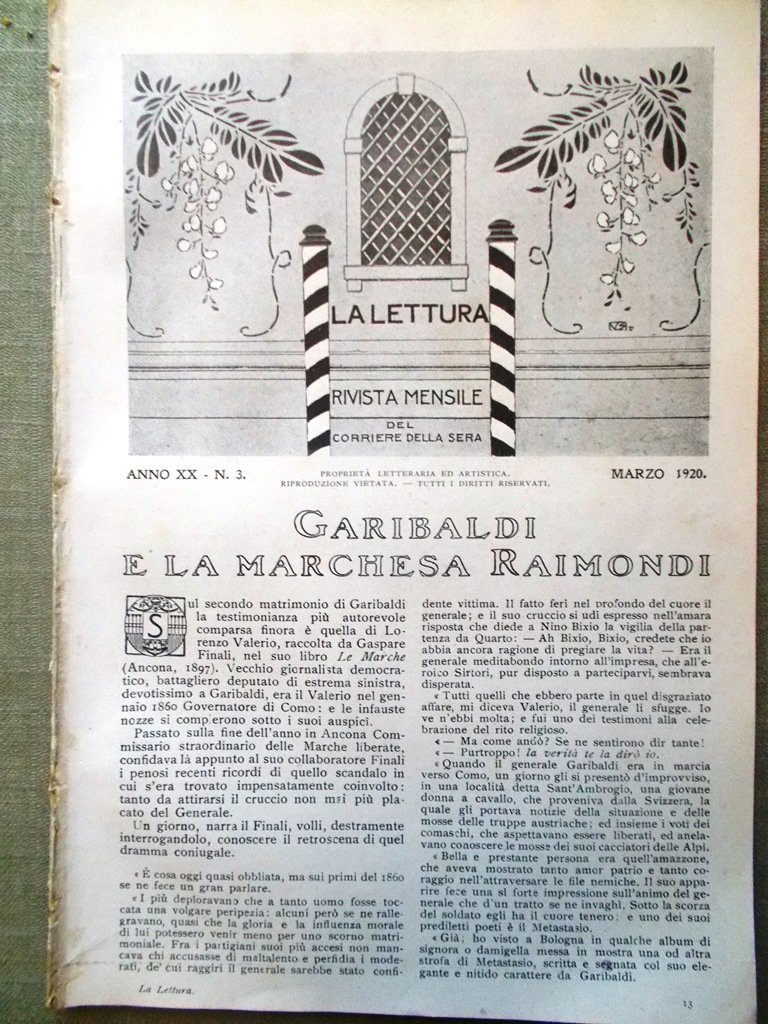 LA LETTURA
RIVISTA MENSILE
DEL
CORRIERE DELLA SERA
ANNO XX - N. 3.
PROPRIETÀ LETTERARIA ED ARTISTICA.
RIPRODUZIONE VIETATA. — TUTTI I DIRITTI RISERVATI.
MARZO 1920.
GARIBALDI
E LA MARCHESA RAIMONDI
Sul secondo matrimonio di Garibaldi
la testimonianza più autorevole
comparsa finora è quella di Lo-
renzo Valerio, raccolta da Gaspare
Finali, nel suo libro Le Marche
(Ancona, 1897). Vecchio giornalista democra-
tico, battagliero deputato di estrema sinistra,
devotissimo a Garibaldi, era il Valerio nel gen-
naio 1860 Governatore di Como: e le infauste
nozze si compierono sotto i suoi auspici.
Passato sulla fine dell'anno in Ancona Com-
missario straordinario delle Marche liberate,
confidava là appunto al suo collaboratore Finali
i penosi recenti ricordi di quello scandalo in
cui s'era trovato impensatamente coinvolto:
tanto da attirarsi il cruccio non mai più pla-
cato del Generale.
Un giorno, narra il Finali, volli, destramente
interrogandolo, conoscere il retroscena di quel
dramma coniugale.
« È cosa oggi quasi obbliata, ma sui primi del 1860
se ne fece un gran parlare.
« I più deploravano che a tanto uomo fosse toc-
cata una volgare peripezia: alcuni però se ne ralle-
gravano, quasi che la gloria e la influenza morale
di lui potessero venir meno per uno scorno matri-
moniale. Fra i partigiani suoi più accesi non man-
cava chi accusasse di maltalento e perfidia i mode-
rati, de' cui raggiri il generale sarebbe stato confi-
La Lettura.
dente vittima. Il fatto ferì nel profondo del cuore il
generale; e il suo cruccio si udì espresso nell'amara
risposta che diede a Nino Bixio la vigilia della par-
tenza da Quarto: — Ah Bixio, Bixio, credete che io
abbia ancora ragione di pregiare la vita? — Era il
generale meditabondo intorno all'impresa, che all'e-
roico Sirtori, pur disposto a parteciparvi, sembrava
disperata.
« Tutti quelli che ebbero parte in quel disgraziato
affare, mi diceva Valerio, il generale li sfugge. Io
ve n'ebbi molta; e fui uno dei testimoni alla cele-
brazione del rito religioso.
« — Ma come andò? Se ne sentirono dir tante!
« — Purtroppo! la verità te la dirò io.
« Quando il generale Garibaldi era in marcia
verso Como, un giorno gli si presentò d'improvviso,
in una località detta Sant'Ambrogio, una giovane
donna a cavallo, che proveniva dalla Svizzera, la
quale gli portava notizie della situazione e delle
mosse delle truppe austriache; ed insieme i voti dei
comaschi, che aspettavano essere liberati, ed anela-
vano conoscere le mosse dei suoi cacciatori delle Alpi.
« Bella e prestante persona era quell'amazzone,
che aveva mostrato tanto amor patrio e tanto co-
raggio nell'attraversare le file nemiche. Il suo appa-
rire fece una sì forte impressione sull'animo del ge-
nerale che d'un tratto se ne invaghì. Sotto la scorza
del soldato egli ha il cuore tenero; e uno dei suoi
prediletti poeti è il Metastasio.
« Già; ho visto a Bologna in qualche album di
signora o damigella messa in mostra una od altra
strofa di Metastasio, scritta e segnata col suo ele-
gante e nitido carattere da Garibaldi.
13